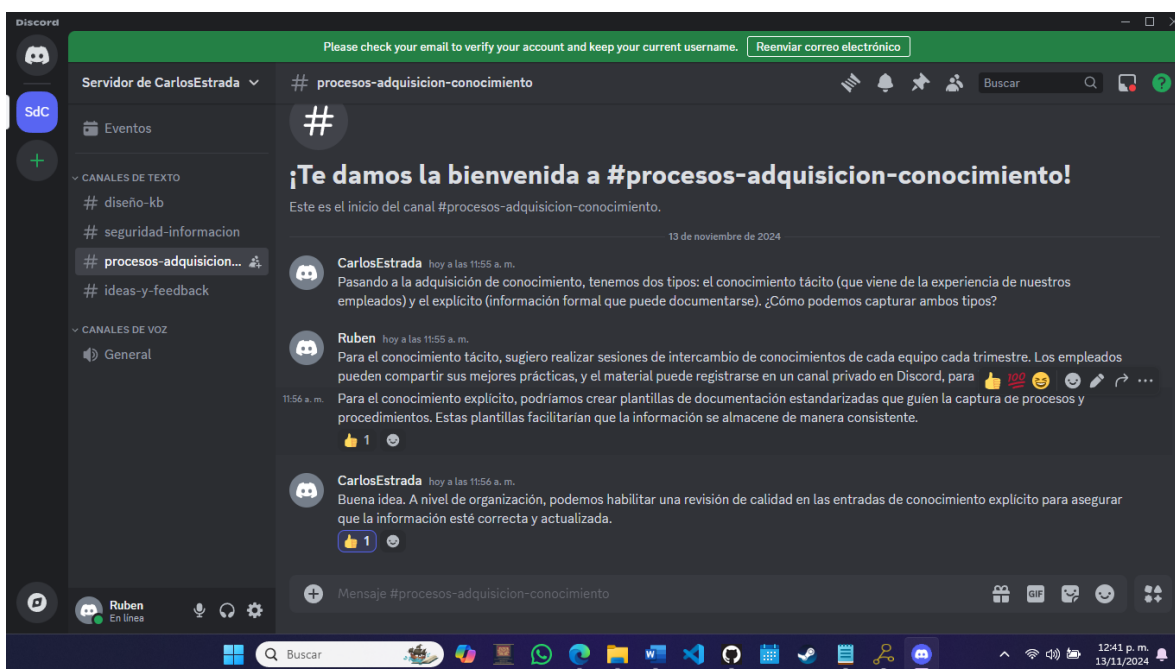 Discord
Please check your email to verify your account and keep your current username.
Reenviar correo electrónico
Servidor de CarlosEstrada
# procesos-adquisicion-conocimiento
Buscar
SdC
Eventos
CANALES DE TEXTO
# diseño-kb
# seguridad-informacion
# procesos-adquisicion...
# ideas-y-feedback
CANALES DE VOZ
General
#
¡Te damos la bienvenida a #procesos-adquisicion-conocimiento!
Este es el inicio del canal #procesos-adquisicion-conocimiento.
13 de noviembre de 2024
CarlosEstrada hoy a las 11:55 a. m.
Pasando a la adquisición de conocimiento, tenemos dos tipos: el conocimiento tácito (que viene de la experiencia de nuestros
empleados) y el explícito (información formal que puede documentarse). ¿Cómo podemos capturar ambos tipos?
Ruben hoy a las 11:55 a. m.
Para el conocimiento tácito, sugiero realizar sesiones de intercambio de conocimientos de cada equipo cada trimestre. Los empleados
pueden compartir sus mejores prácticas, y el material puede registrarse en un canal privado en Discord, para
11:56 a. m. Para el conocimiento explícito, podríamos crear plantillas de documentación estandarizadas que guíen la captura de procesos y
procedimientos. Estas plantillas facilitarían que la información se almacene de manera consistente.
👍 1
CarlosEstrada hoy a las 11:56 a. m.
Buena idea. A nivel de organización, podemos habilitar una revisión de calidad en las entradas de conocimiento explícito para asegurar
que la información esté correcta y actualizada.
👍 1
Mensaje #procesos-adquisicion-conocimiento
GIF
Ruben
En línea
Buscar
12:41 p. m.
13/11/2024